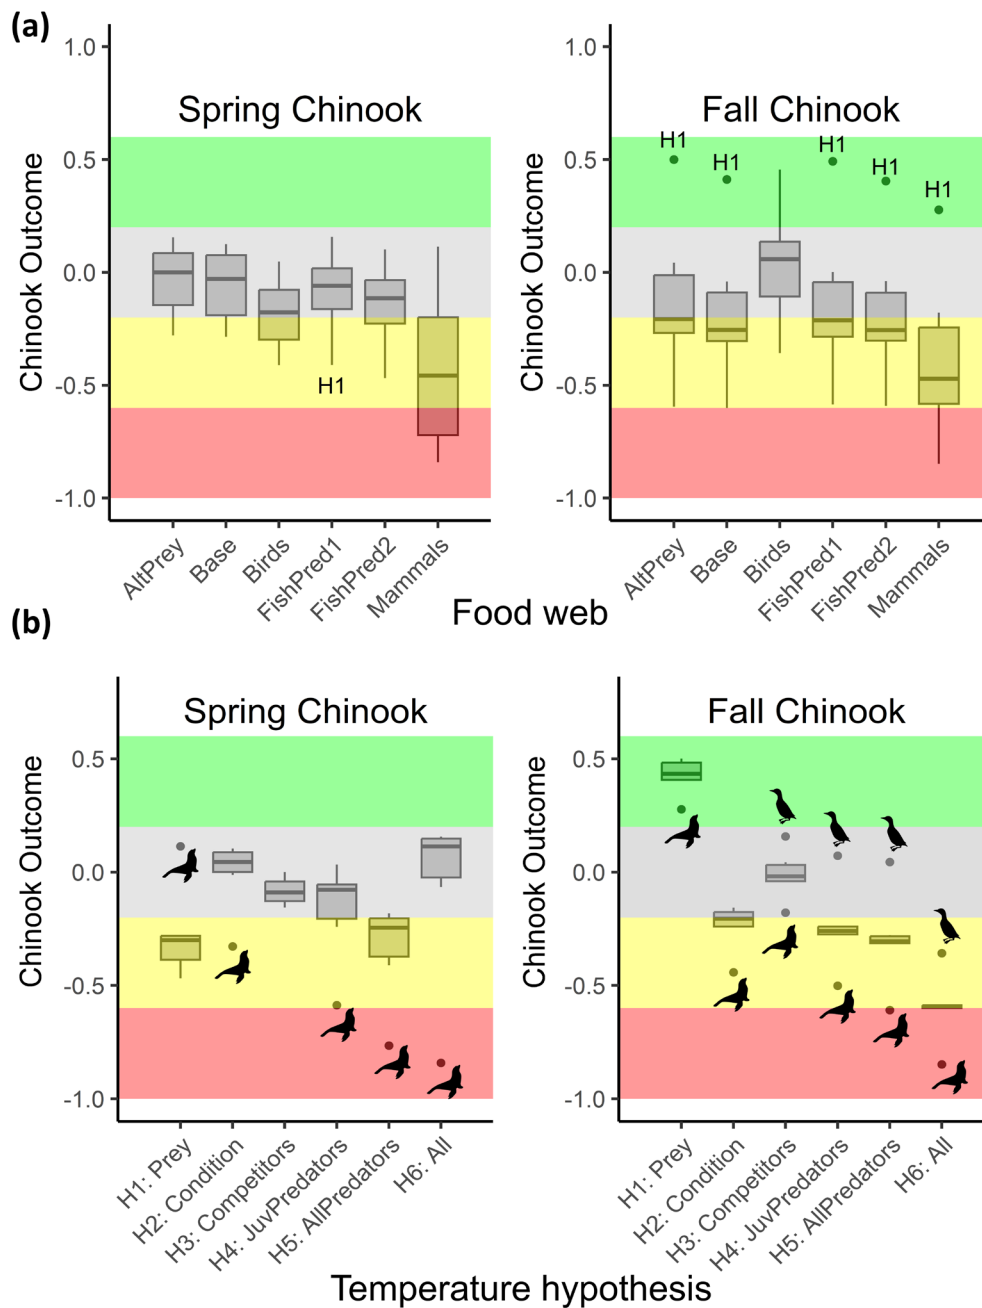 (a)
Spring Chinook
Fall Chinook
Chinook Outcome
1.0
0.5
0.0
-0.5
-1.0
H1
AltPrey
Base
Birds
FishPred1
FishPred2
Mammals
Chinook Outcome
1.0
0.5
0.0
-0.5
-1.0
H1
H1
H1
H1
H1
AltPrey
Base
Birds
FishPred1
FishPred2
Mammals
Food web
(b)
Spring Chinook
Fall Chinook
Chinook Outcome
0.5
0.0
-0.5
-1.0
H1: Prey
H2: Condition
H3: Competitors
H4: JuvPredators
H5: AllPredators
H6: All
Chinook Outcome
0.5
0.0
-0.5
-1.0
H1: Prey
H2: Condition
H3: Competitors
H4: JuvPredators
H5: AllPredators
H6: All
Temperature hypothesis